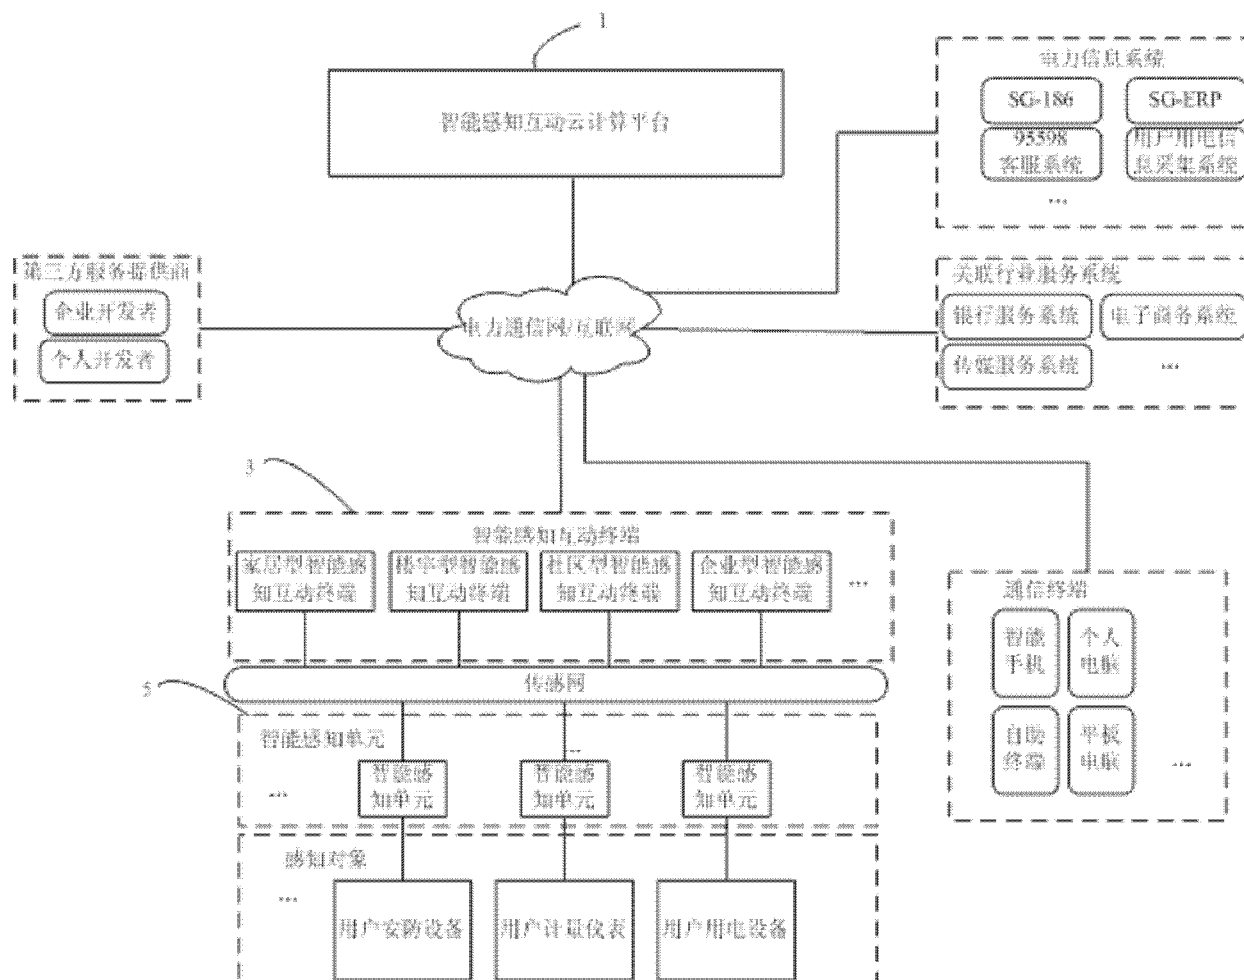 1
电力信息系统
SG-186
SG-ERP
智能感知互动云计算平台
95598
客服系统
用户用电信
息采集系统
...
第三方服务提供商
企业开发者
个人开发者
电力通信网/互联网
关联行业服务系统
银行服务系统
电子商务系统
传媒服务系统
...
3
智能感知互动终端
家居型智能感
知互动终端
楼宇型智能感
知互动终端
社区型智能感
知互动终端
企业型智能感
知互动终端
...
通信终端
智能
手机
个人
电脑
自助
终端
平板
电脑
...
传感网
5
智能感知单元
...
智能感
知单元
智能感
知单元
智能感
知单元
感知对象
...
用户安防设备
用户计量仪表
用户用电设备